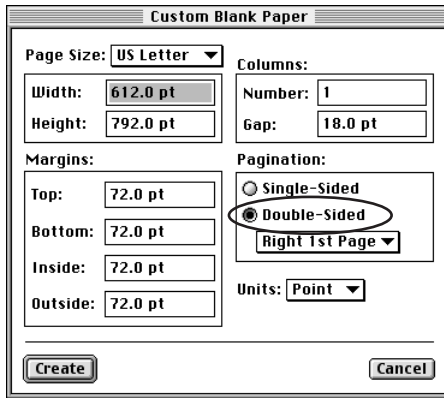 Custom Blank Paper
Page Size: US Letter
Width: 612.0 pt
Height: 792.0 pt
Columns:
Number: 1
Gap: 18.0 pt
Margins:
Top: 72.0 pt
Bottom: 72.0 pt
Inside: 72.0 pt
Outside: 72.0 pt
Pagination:
Single-Sided
Double-Sided
Right 1st Page
Units: Point
Create
Cancel